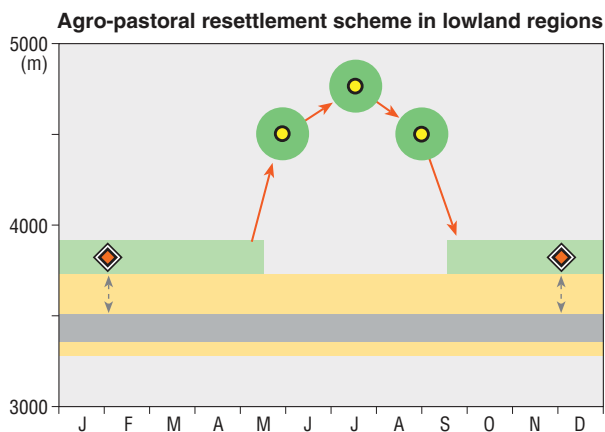 Agro-pastoral resettlement scheme in lowland regions
5000
(m)
4000
3000
J F M A M J J A S O N D